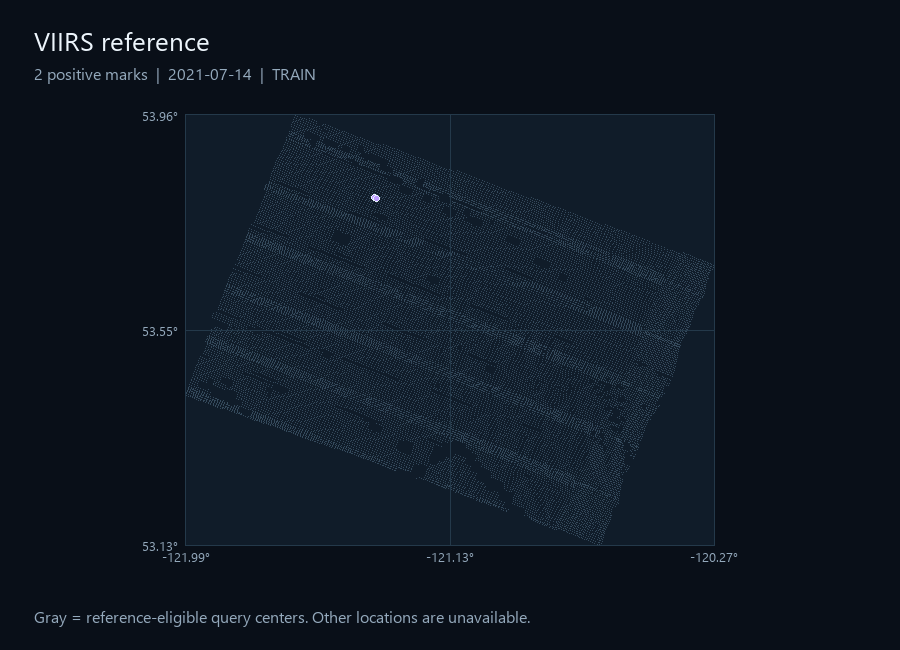 VIIRS reference
2 positive marks | 2021-07-14 | TRAIN
53.96°
53.55°
53.13°
-121.99°
-121.13°
-120.27°
Gray = reference-eligible query centers. Other locations are unavailable.